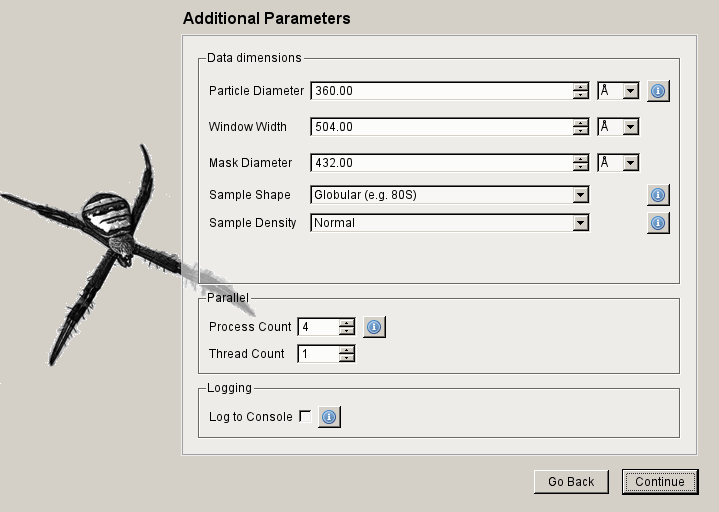 Additional Parameters
Data dimensions
Particle Diameter 360.00 Å
Window Width 504.00 Å
Mask Diameter 432.00 Å
Sample Shape Globular (e.g. 80S)
Sample Density Normal
Parallel
Process Count 4
Thread Count 1
Logging
Log to Console
Go Back Continue